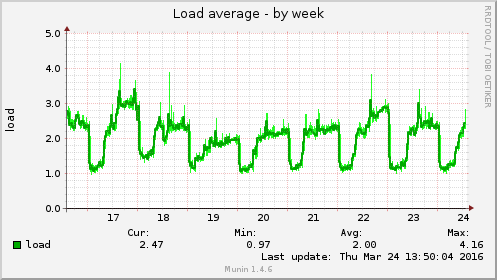 Load average - by week
RRDTOOL / TOBI OETIKER
load
5.0
4.0
3.0
2.0
1.0
0.0
17 18 19 20 21 22 23 24
Cur: Min: Avg: Max:
load 2.47 0.97 2.00 4.16
Last update: Thu Mar 24 13:50:04 2016
Munin 1.4.6